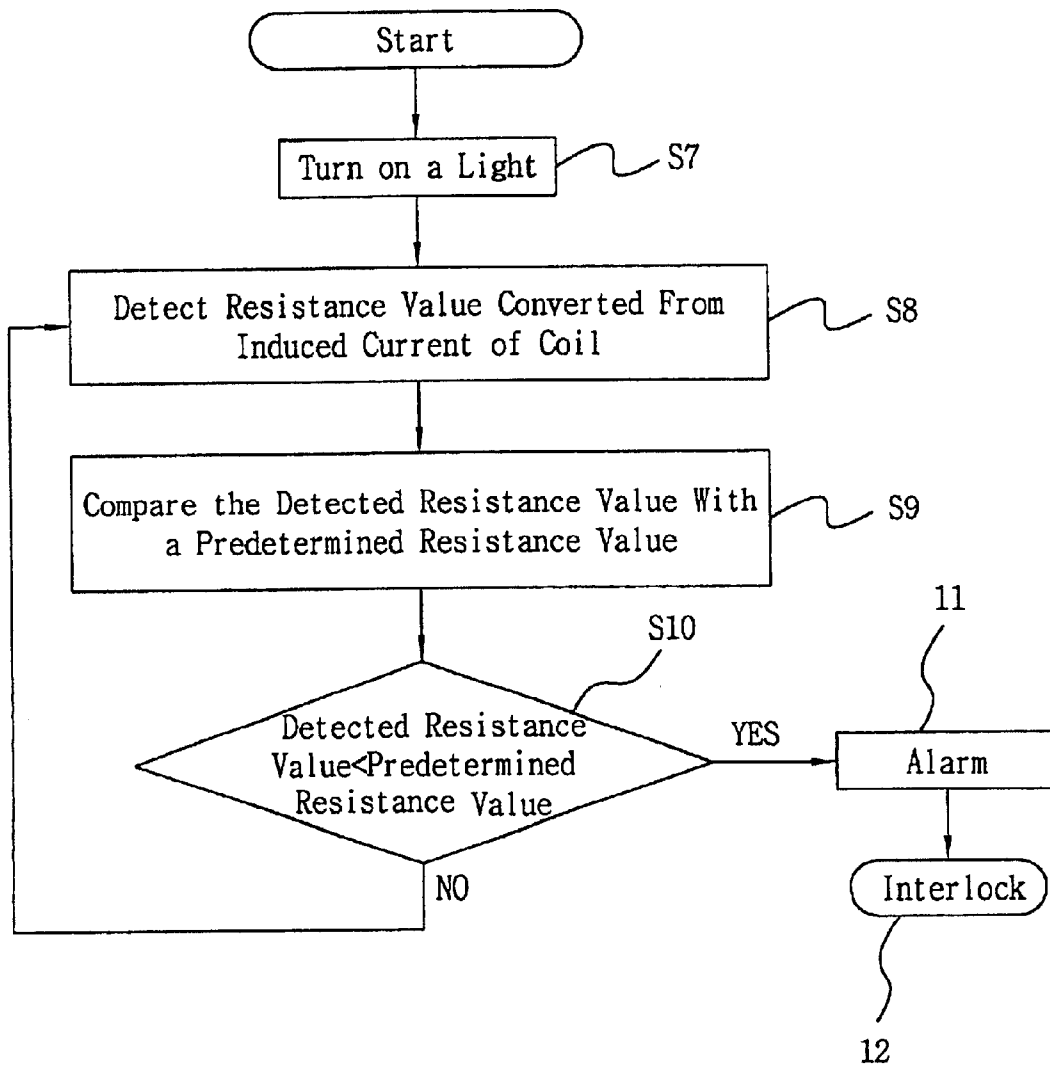 Start
Turn on a Light
S7
Detect Resistance Value Converted From
Induced Current of Coil
S8
Compare the Detected Resistance Value With
a Predetermined Resistance Value
S9
S10
Detected Resistance
Value<Predetermined
Resistance Value
YES
NO
11
Alarm
Interlock
12